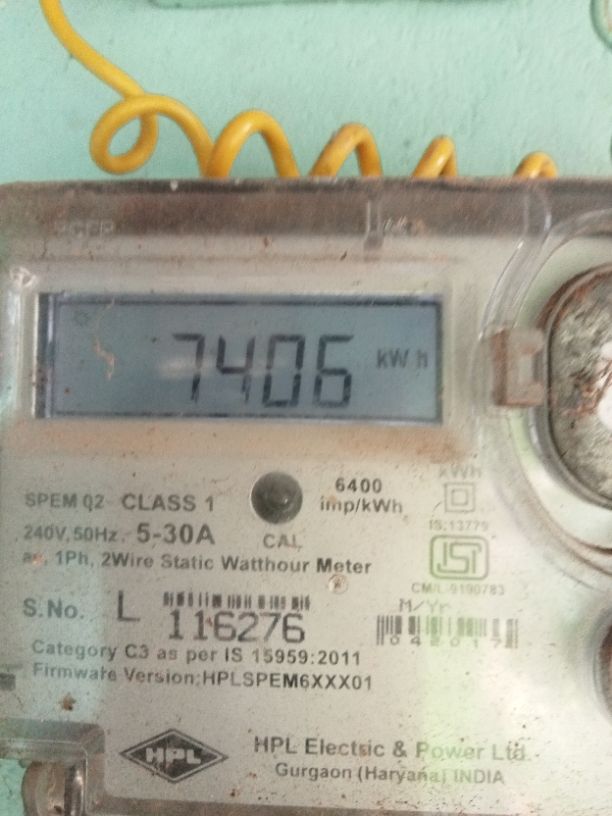 7406 kWh
kWh
SPEM Q2 CLASS 1
6400
imp/kWh
IS:13779
240V, 50Hz. 5-30A
CAL
ac, 1Ph, 2Wire Static Watthour Meter
CM/L-9190783
S.No. L 116276
M/Yr
042017
Category C3 as per IS 15959:2011
Firmware Version:HPLSPEM6XXX01
HPL
HPL Electric & Power Ltd.
Gurgaon (Haryana) INDIA